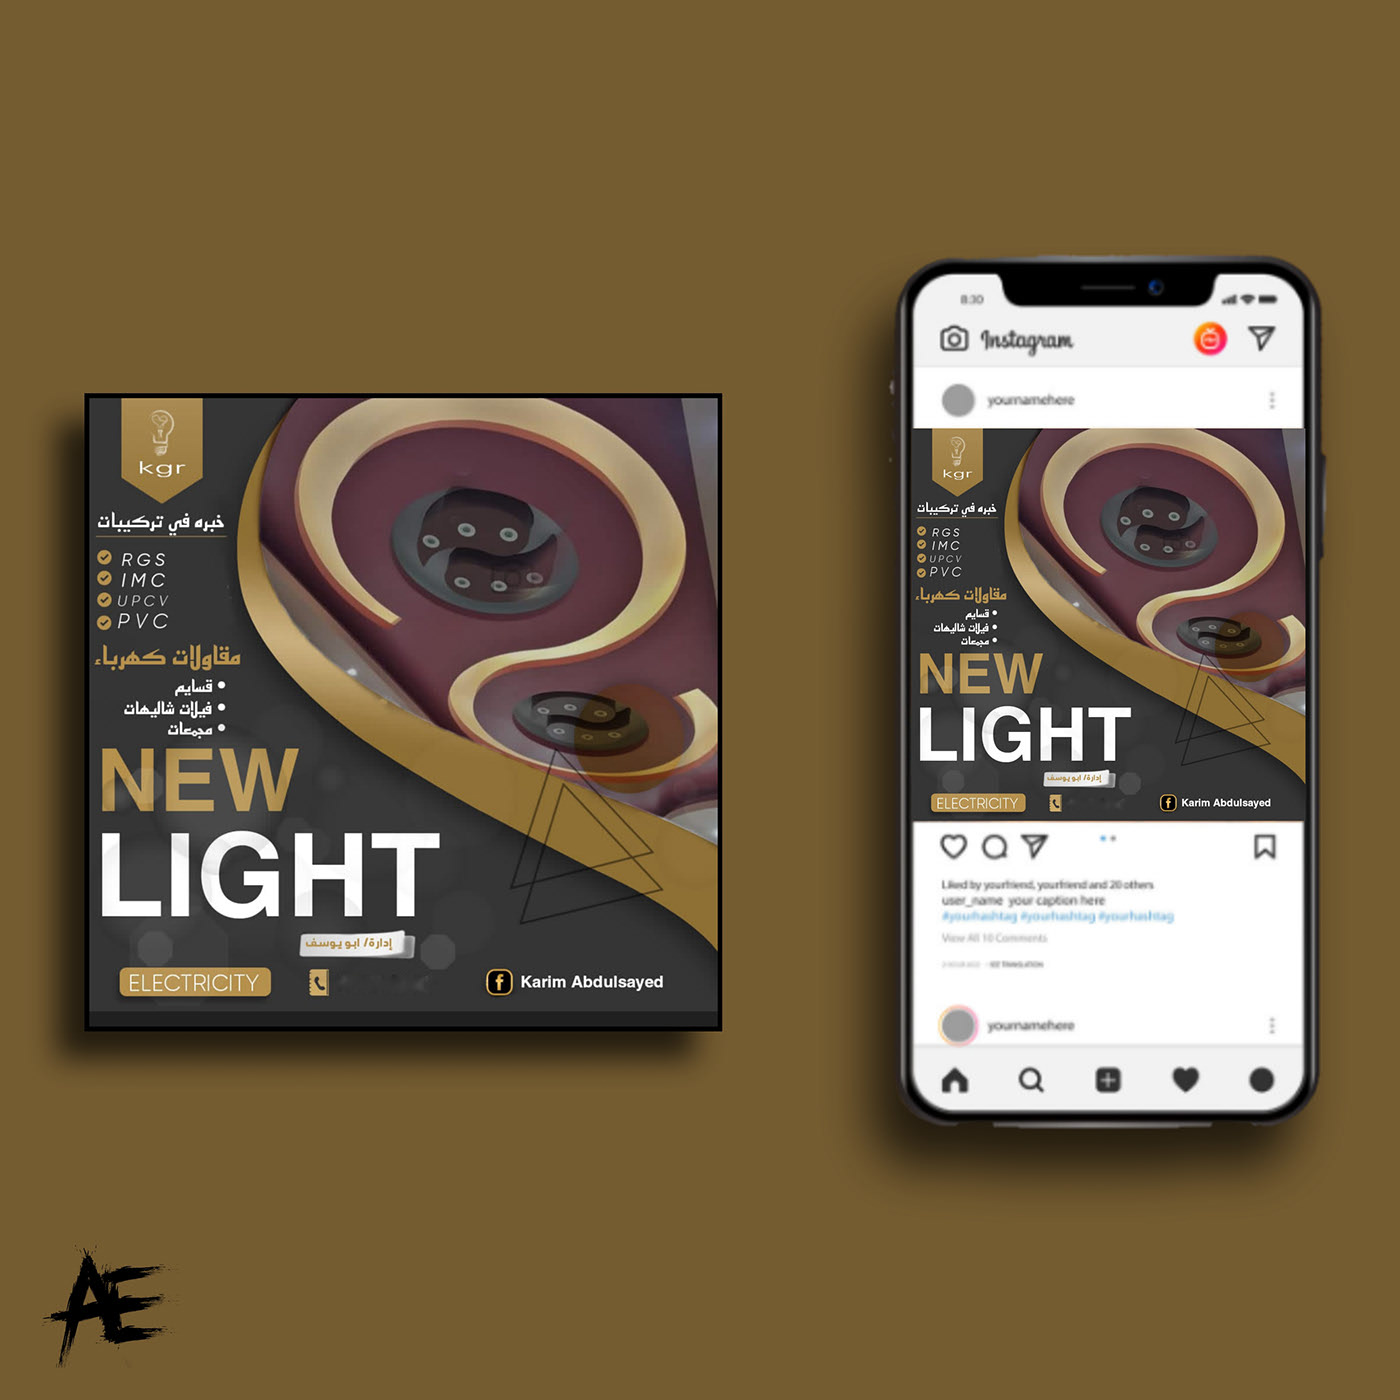 kgr
خبره في تركيبات
RGS
IMC
UPCV
PVC
مقاولات كهرباء
قسايم
فيلات شاليهات
مجمعات
NEW
LIGHT
إدارة/ ابو يوسف
ELECTRICITY
Karim Abdulsayed
8:30
Instagram
yournamehere
kgr
خبره في تركيبات
RGS
IMC
UPCV
PVC
مقاولات كهرباء
قسايم
فيلات شاليهات
مجمعات
NEW
LIGHT
إدارة/ ابو يوسف
ELECTRICITY
Karim Abdulsayed
Liked by yourfriend, yourfriend and 20 others
user_name your caption here
#yourhashtag #yourhashtag #yourhashtag
View All 10 Comments
SEE TRANSLATION
yournamehere
AE